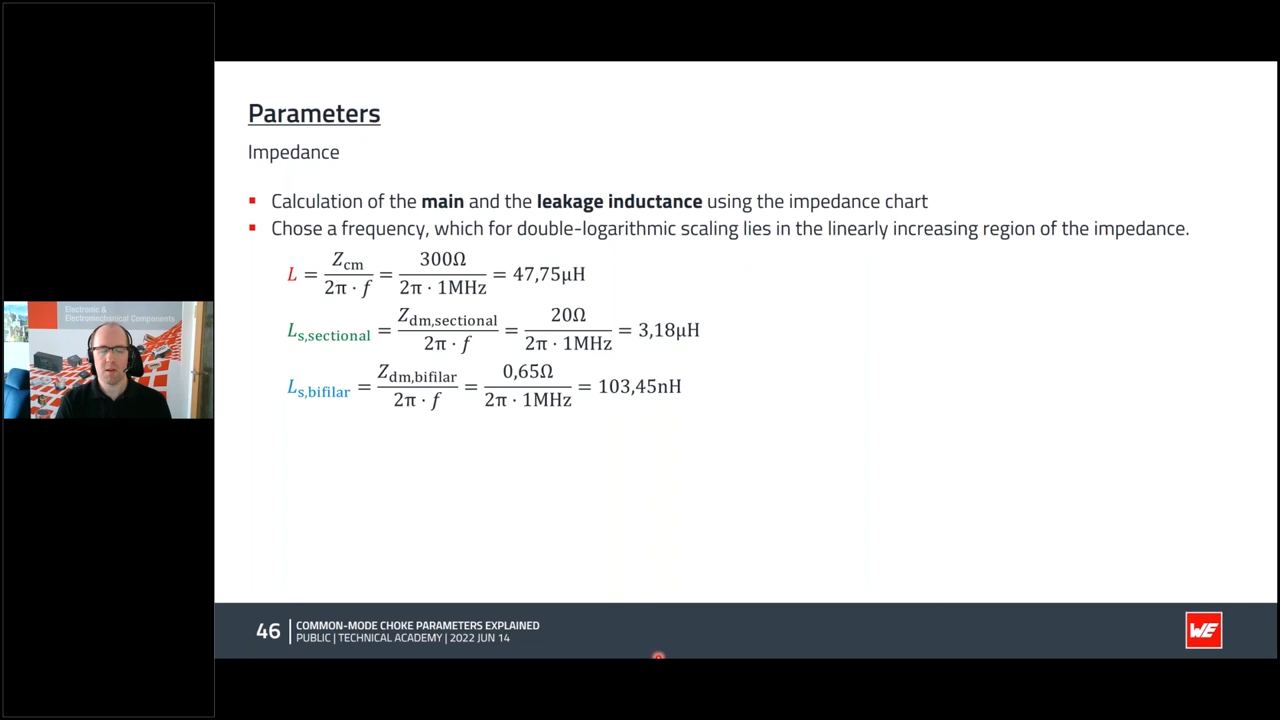 Parameters
Impedance
▪ Calculation of the main and the leakage inductance using the impedance chart
▪ Chose a frequency, which for double-logarithmic scaling lies in the linearly increasing region of the impedance.
L = Zcm / (2π · f) = 300Ω / (2π · 1MHz) = 47,75µH
Ls,sectional = Zdm,sectional / (2π · f) = 20Ω / (2π · 1MHz) = 3,18µH
Ls,bifilar = Zdm,bifilar / (2π · f) = 0,65Ω / (2π · 1MHz) = 103,45nH
Electronic &
Electromechanical Components
46
COMMON-MODE CHOKE PARAMETERS EXPLAINED
PUBLIC | TECHNICAL ACADEMY | 2022 JUN 14
WE